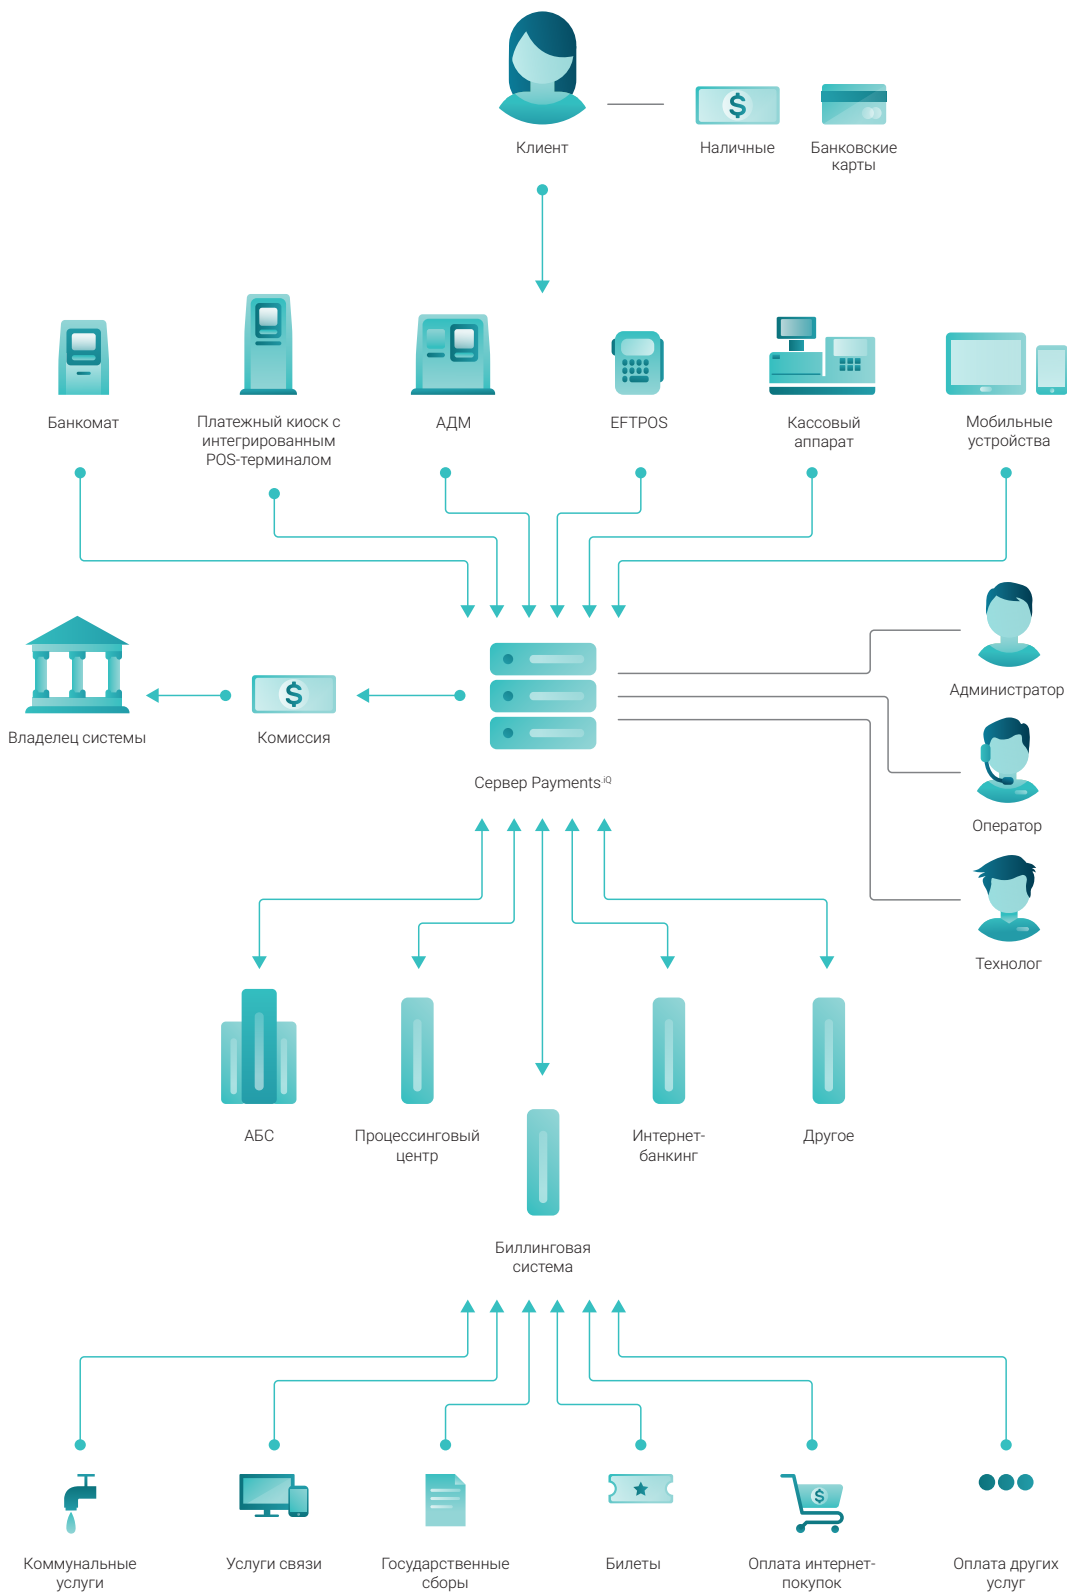 Клиент
Наличные
Банковские
карты
Банкомат
Платежный киоск с
интегрированным
POS-терминалом
АДМ
EFTPOS
Кассовый
аппарат
Мобильные
устройства
Администратор
Владелец системы
Комиссия
Сервер Payments iQ
Оператор
Технолог
АБС
Процессинговый
центр
Интернет-
банкинг
Другое
Биллинговая
система
Коммунальные
услуги
Услуги связи
Государственные
сборы
Билеты
Оплата интернет-
покупок
Оплата других
услуг